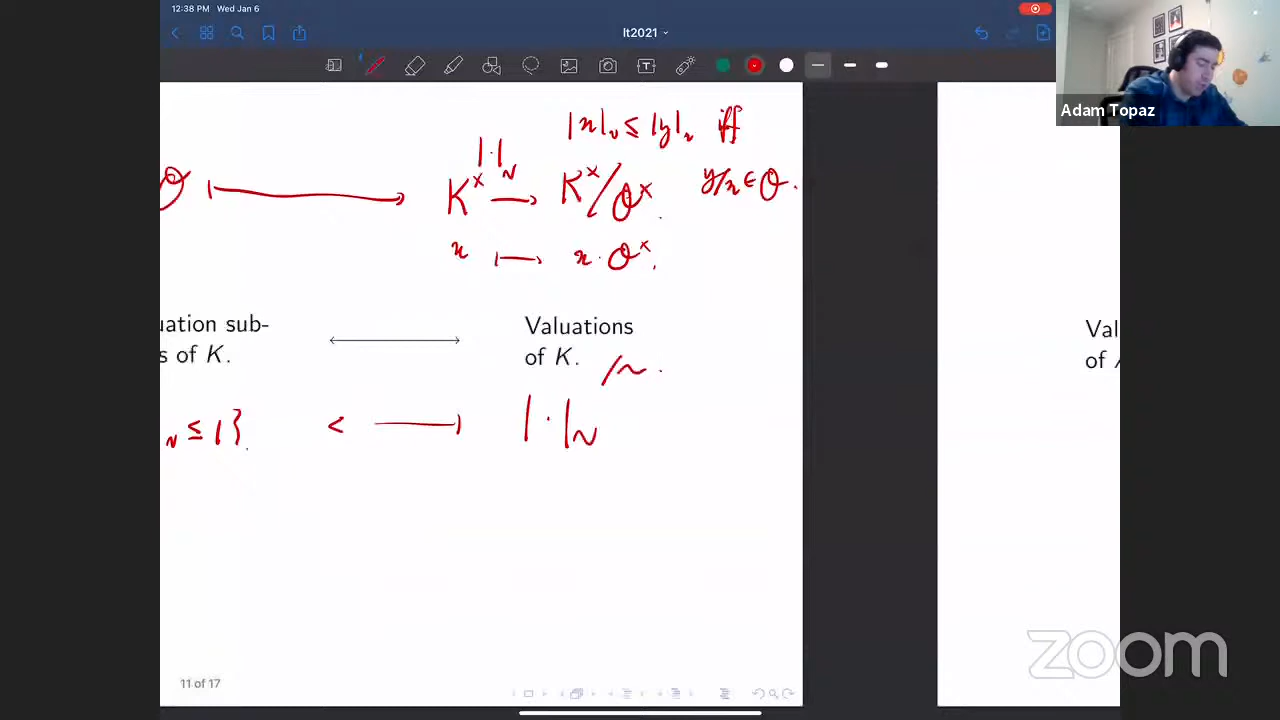 12:38 PM Wed Jan 6
lt2021
Adam Topaz
|x|_v ≤ |y|_v iff
|·|_v
O ⟼ K^× → K^×/O^× . y/x ∈ O.
x ⟼ x · O^× .
uation sub- ⟷ Valuations
s of K. of K. /~ .
Val
of
v ≤ 1} . < —| |·|_v
zoom
11 of 17